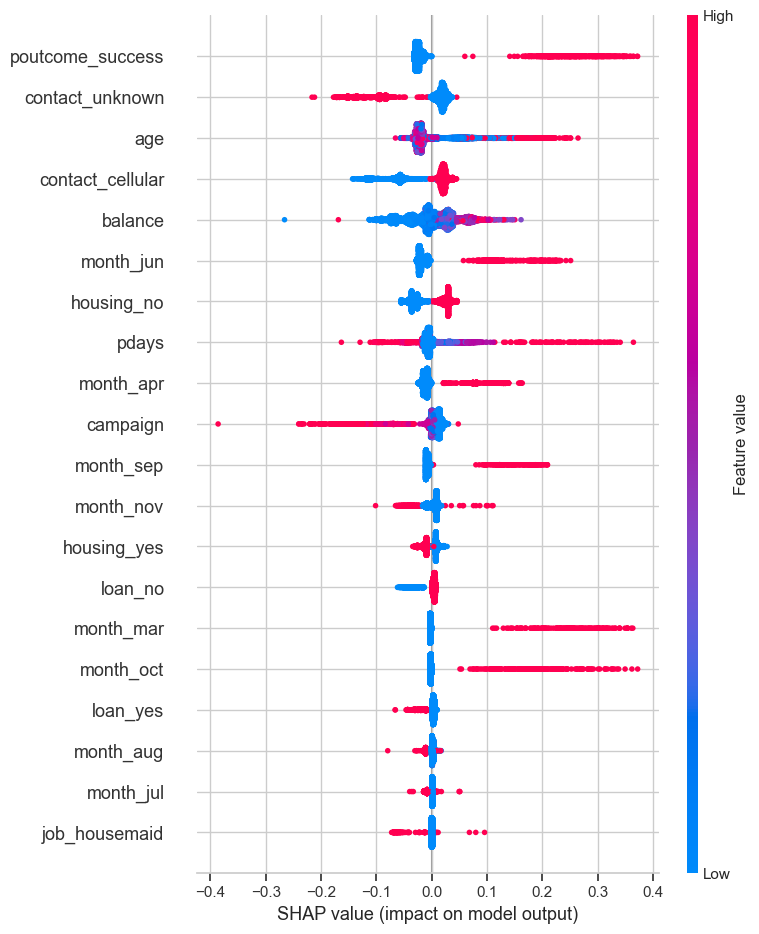 High
poutcome_success
contact_unknown
age
contact_cellular
balance
month_jun
housing_no
pdays
month_apr
campaign
month_sep
month_nov
housing_yes
loan_no
month_mar
month_oct
loan_yes
month_aug
month_jul
job_housemaid
Feature value
Low
−0.4 −0.3 −0.2 −0.1 0.0 0.1 0.2 0.3 0.4
SHAP value (impact on model output)